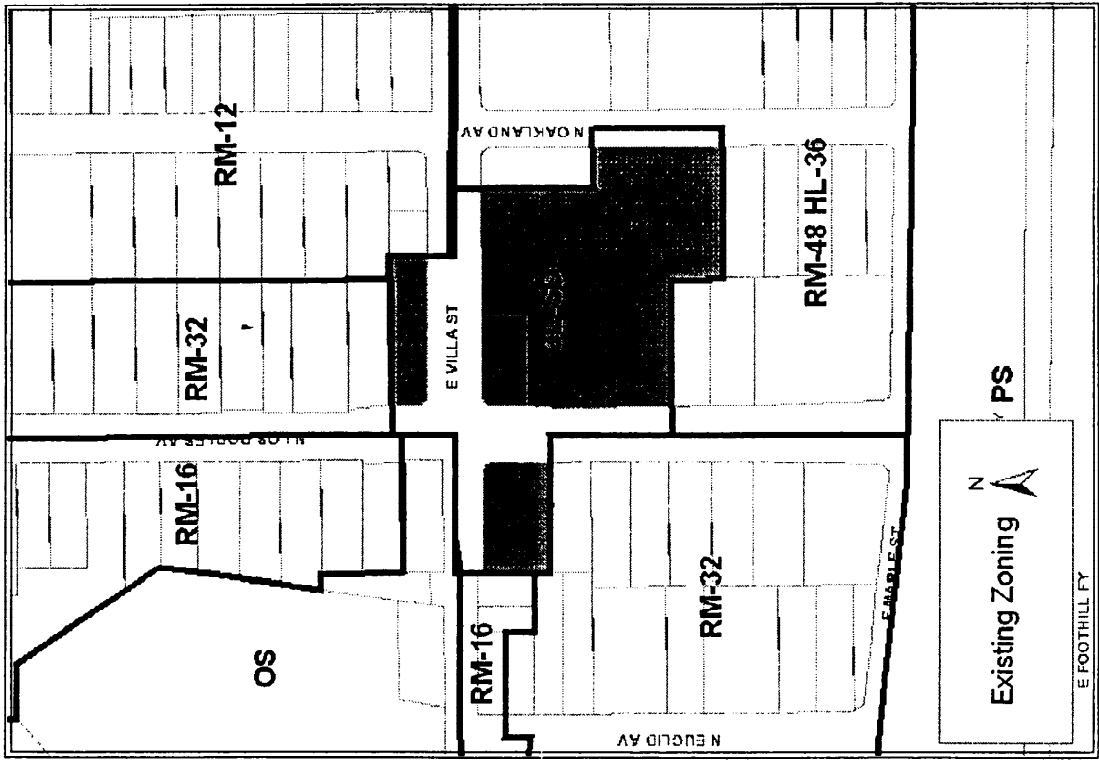 OS
RM-16
RM-32
RM-12
N LOS ROBLES AV
E VILLA ST
N OAKLAND AV
RM-16
N EUCLID AV
RM-32
RM-48 HL-36
E MAPLE ST
PS
Existing Zoning
N
E FOOTHILL FY